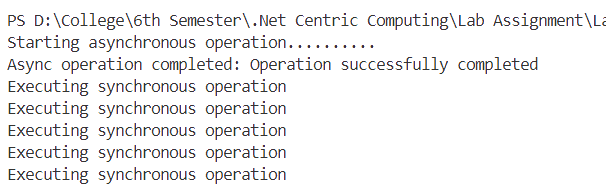 PS D:\College\6th Semester\.Net Centric Computing\Lab Assignment\La
Starting asynchronous operation..........
Async operation completed: Operation successfully completed
Executing synchronous operation
Executing synchronous operation
Executing synchronous operation
Executing synchronous operation
Executing synchronous operation